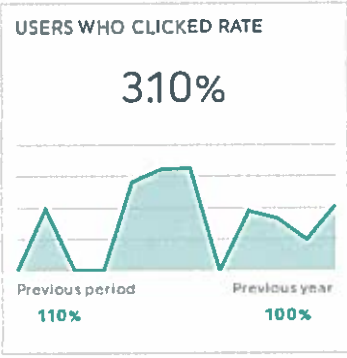 USERS WHO CLICKED RATE
3.10%
Previous period
Previous year
110%
100%